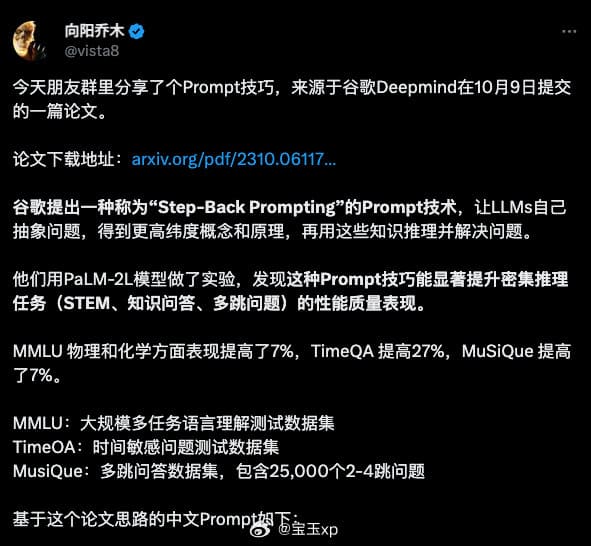 向阳乔木
@vista8
今天朋友群里分享了个Prompt技巧，来源于谷歌Deepmind在10月9日提交
的一篇论文。
论文下载地址：arxiv.org/pdf/2310.06117…
谷歌提出一种称为“Step-Back Prompting”的Prompt技术，让LLMs自己
抽象问题，得到更高纬度概念和原理，再用这些知识推理并解决问题。
他们用PaLM-2L模型做了实验，发现这种Prompt技巧能显著提升密集推理
任务（STEM、知识问答、多跳问题）的性能质量表现。
MMLU 物理和化学方面表现提高了7%，TimeQA 提高27%，MuSiQue 提高
了7%。
MMLU：大规模多任务语言理解测试数据集
TimeOA：时间敏感问题测试数据集
MusiQue：多跳问答数据集，包含25,000个2-4跳问题
基于这个论文思路的中文Prompt如下：
@宝玉xp